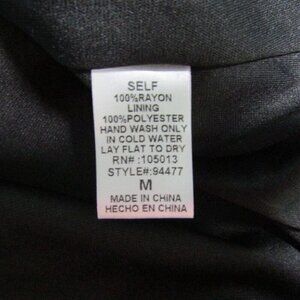 SELF
100%RAYON
LINING
100%POLYESTER
HAND WASH ONLY
IN COLD WATER
LAY FLAT TO DRY
RN# :105013
STYLE#:94477
M
MADE IN CHINA
HECHO EN CHINA